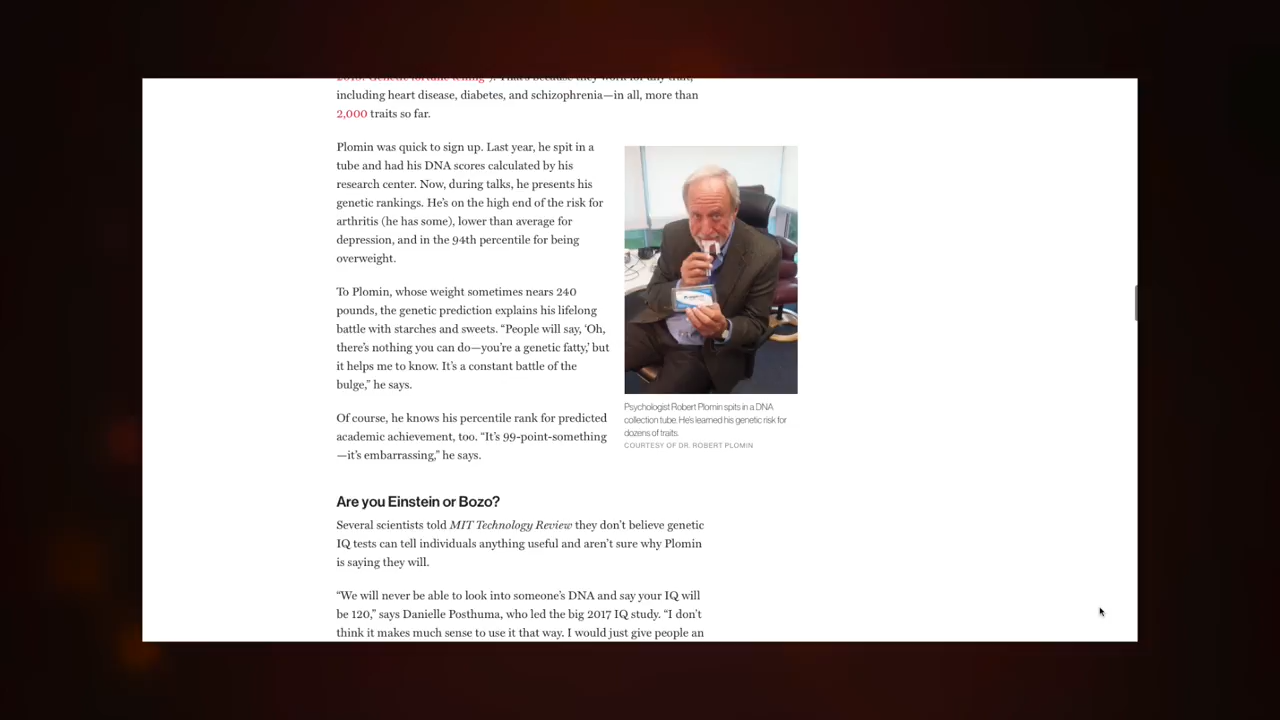 including heart disease, diabetes, and schizophrenia—in all, more than
2,000 traits so far.
Plomin was quick to sign up. Last year, he spit in a
tube and had his DNA scores calculated by his
research center. Now, during talks, he presents his
genetic rankings. He’s on the high end of the risk for
arthritis (he has some), lower than average for
depression, and in the 94th percentile for being
overweight.
To Plomin, whose weight sometimes nears 240
pounds, the genetic prediction explains his lifelong
battle with starches and sweets. “People will say, ‘Oh,
there’s nothing you can do—you’re a genetic fatty,’ but
it helps me to know. It’s a constant battle of the
bulge,” he says.
Of course, he knows his percentile rank for predicted
academic achievement, too. “It’s 99-point-something
—it’s embarrassing,” he says.
Psychologist Robert Plomin spits in a DNA
collection tube. He's learned his genetic risk for
dozens of traits.
COURTESY OF DR. ROBERT PLOMIN
Are you Einstein or Bozo?
Several scientists told MIT Technology Review they don’t believe genetic
IQ tests can tell individuals anything useful and aren’t sure why Plomin
is saying they will.
“We will never be able to look into someone’s DNA and say your IQ will
be 120,” says Danielle Posthuma, who led the big 2017 IQ study. “I don’t
think it makes much sense to use it that way. I would just give people an